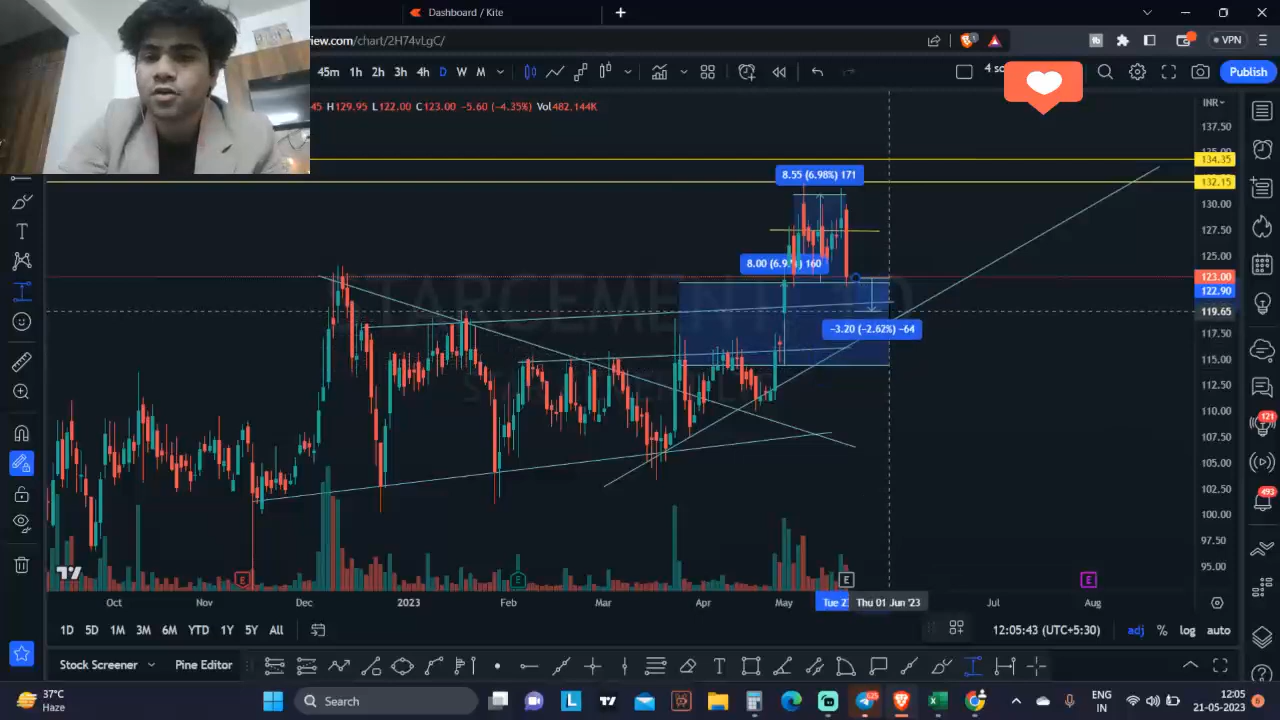 Dashboard / Kite
view.com/chart/2H74vLgC/
VPN
45m 1h 2h 3h 4h D W M
Publish
H129.95 L122.00 C123.00 −5.60 (−4.35%) Vol482.144K
INR
137.50
134.35
132.15
130.00
127.50
125.00
123.00
122.90
119.65
117.50
115.00
112.50
110.00
107.50
105.00
102.50
100.00
97.50
95.00
8.55 (6.98%) 171
−3.20 (−2.62%) −64
121
493
E E E E
Oct Nov Dec 2023 Feb Mar Apr May Tue 23 Thu 01 Jun '23 Jul Aug
1D 5D 1M 3M 6M YTD 1Y 5Y All
12:05:43 (UTC+5:30) adj % log auto
Stock Screener Pine Editor
37°C
Haze
Search
ENG
IN
12:05
21-05-2023